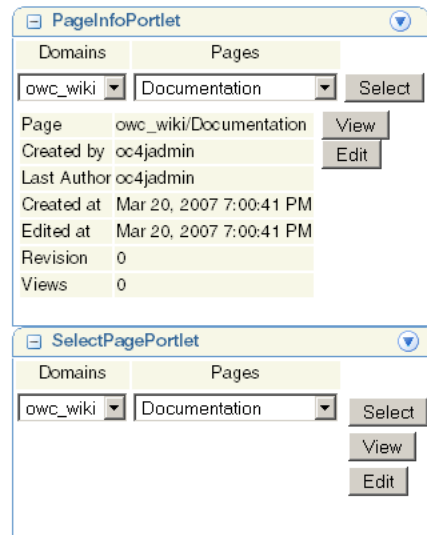 PageInfoPortlet
Domains Pages
owc_wiki Documentation Select
Page owc_wiki/Documentation View
Created by oc4jadmin Edit
Last Author oc4jadmin
Created at Mar 20, 2007 7:00:41 PM
Edited at Mar 20, 2007 7:00:41 PM
Revision 0
Views 0
SelectPagePortlet
Domains Pages
owc_wiki Documentation Select
View
Edit